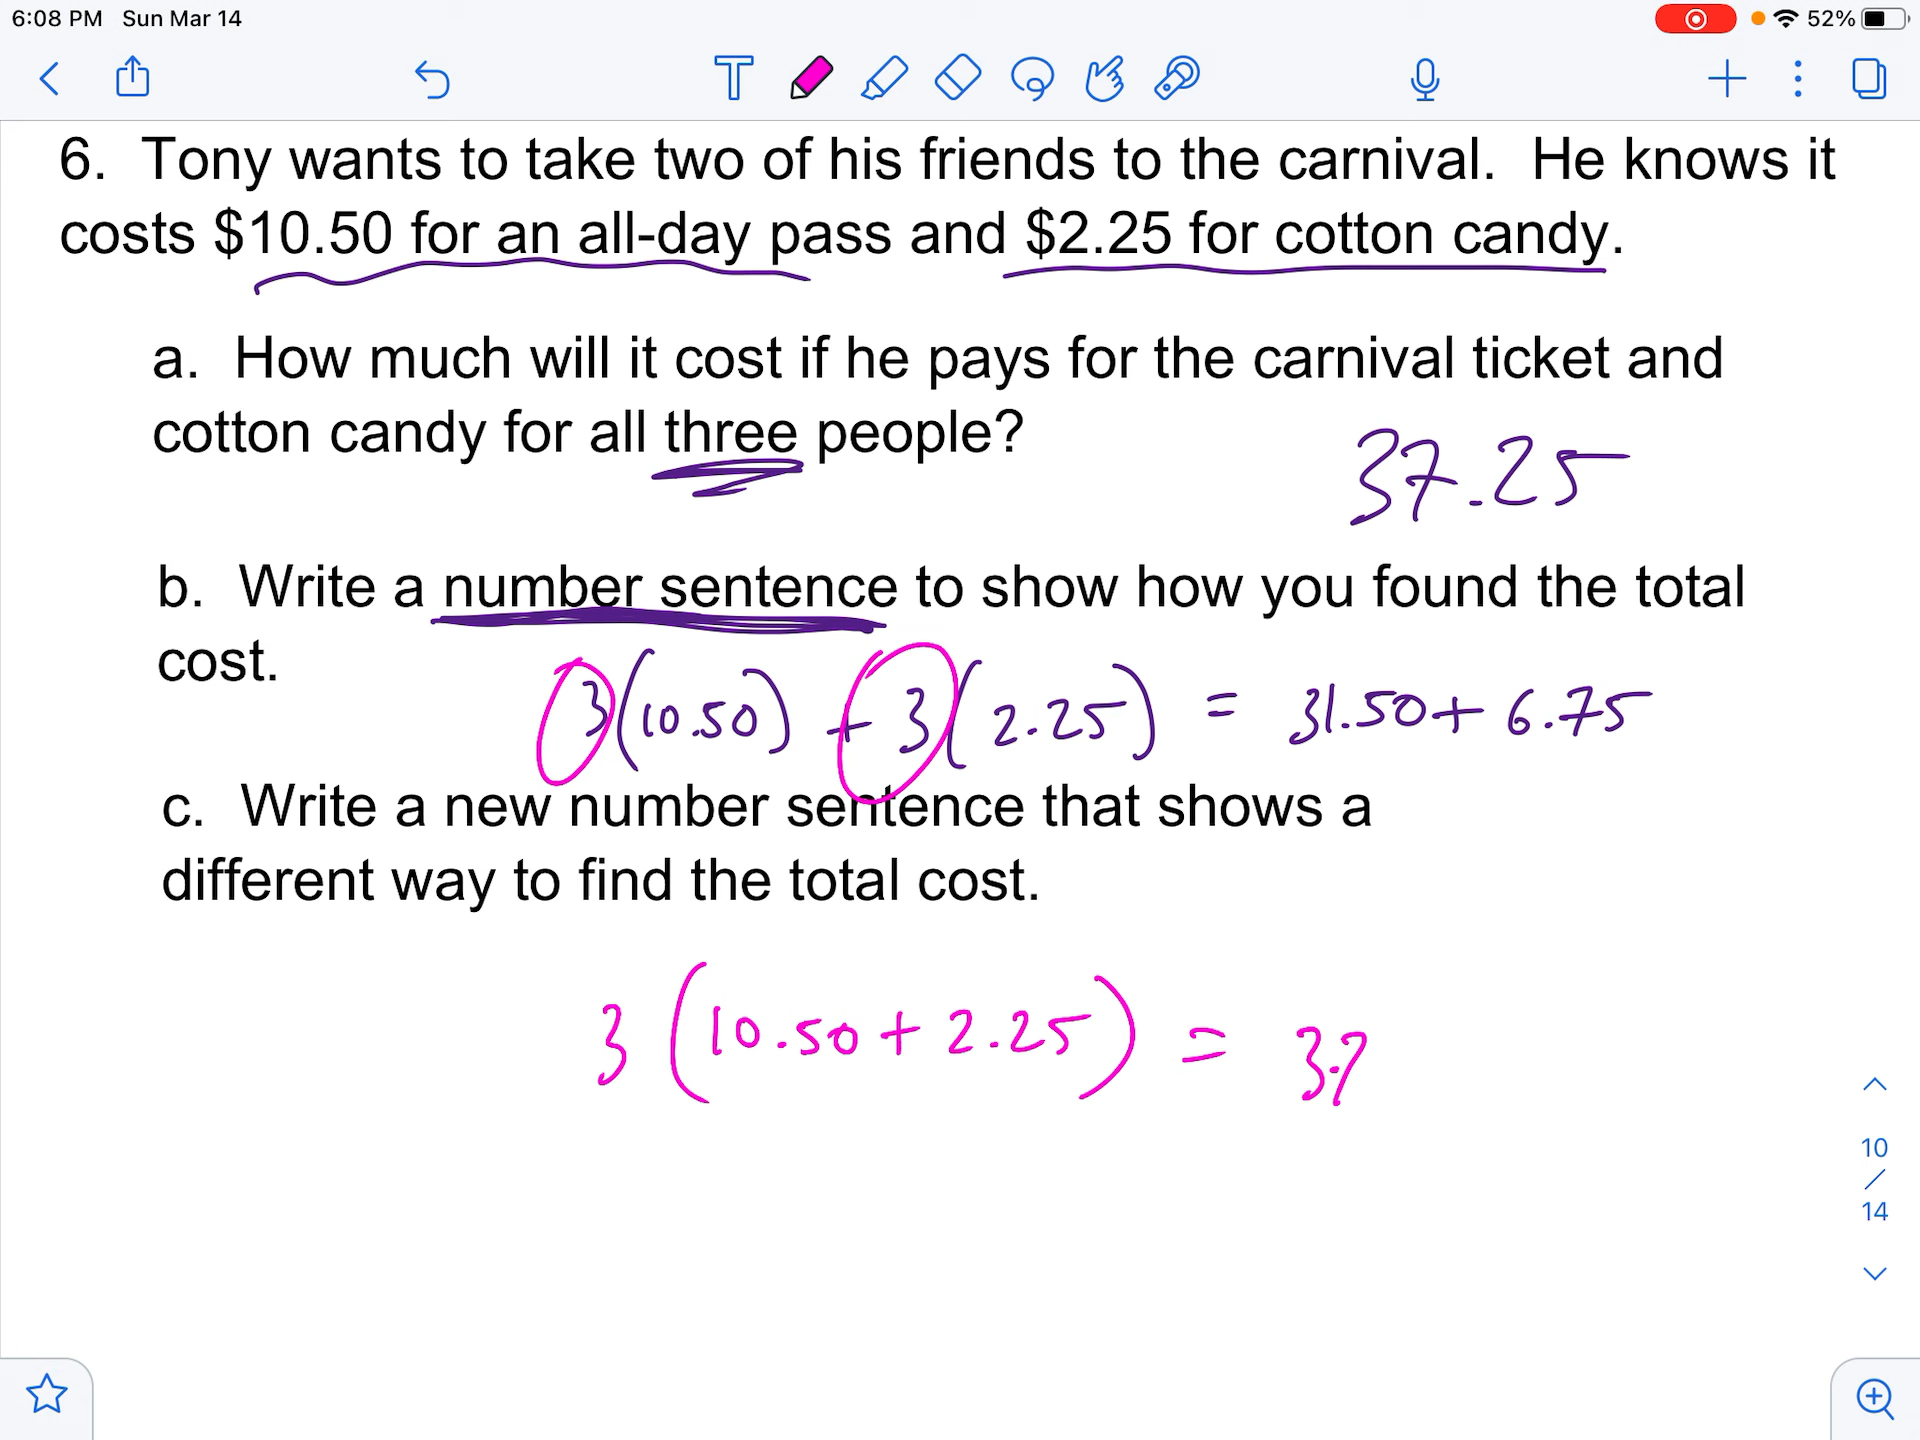 6:08 PM Sun Mar 14
52%
T
6. Tony wants to take two of his friends to the carnival. He knows it
costs $10.50 for an all-day pass and $2.25 for cotton candy.
a. How much will it cost if he pays for the carnival ticket and
cotton candy for all three people?
37.25
b. Write a number sentence to show how you found the total
cost.
3(10.50) + 3(2.25) = 31.50 + 6.75
c. Write a new number sentence that shows a
different way to find the total cost.
3(10.50 + 2.25) = 37
10
/
14